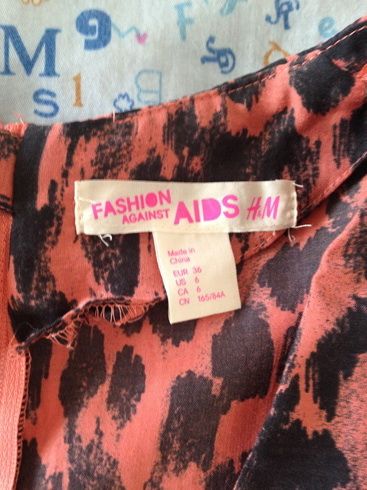 FASHION
AGAINST
AIDS H&M
Made in
China
EUR 36
US 6
CA 6
CN 165/84A
M
S